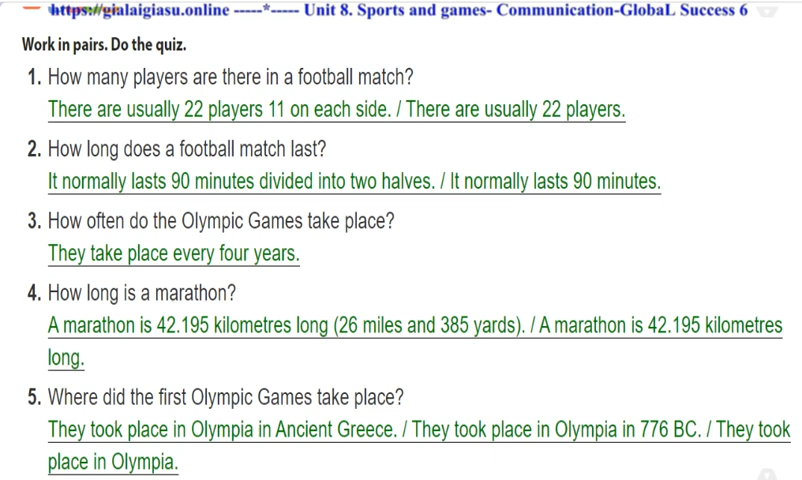 https://gialaigiasu.online -----*----- Unit 8. Sports and games- Communication-GlobaL Success 6
Work in pairs. Do the quiz.
1. How many players are there in a football match?
There are usually 22 players 11 on each side. / There are usually 22 players.
2. How long does a football match last?
It normally lasts 90 minutes divided into two halves. / It normally lasts 90 minutes.
3. How often do the Olympic Games take place?
They take place every four years.
4. How long is a marathon?
A marathon is 42.195 kilometres long (26 miles and 385 yards). / A marathon is 42.195 kilometres
long.
5. Where did the first Olympic Games take place?
They took place in Olympia in Ancient Greece. / They took place in Olympia in 776 BC. / They took
place in Olympia.